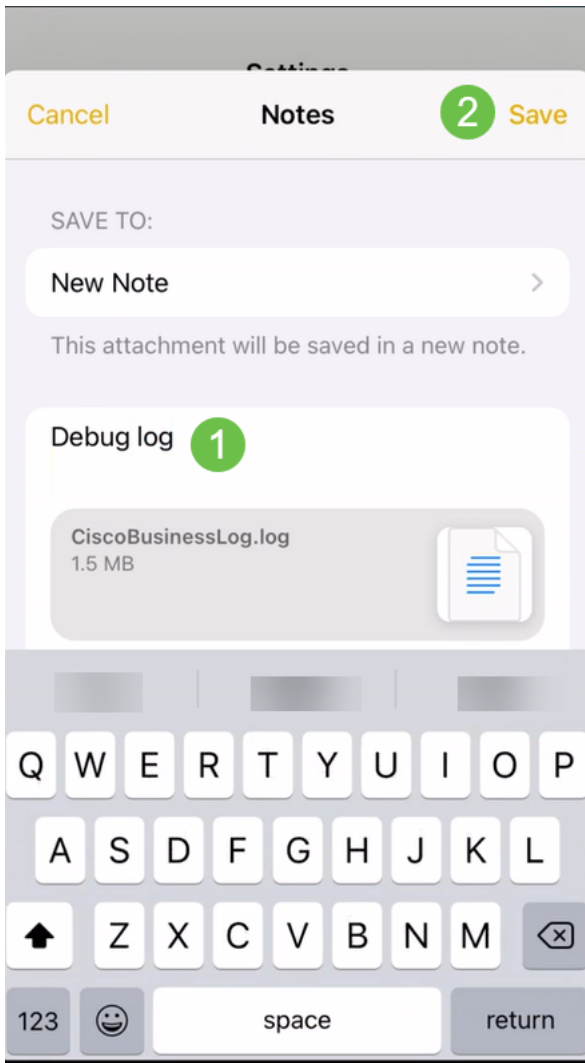 Settings
Cancel Notes 2 Save
SAVE TO:
New Note
This attachment will be saved in a new note.
Debug log 1
CiscoBusinessLog.log
1.5 MB
Q W E R T Y U I O P
A S D F G H J K L
Z X C V B N M
123 space return